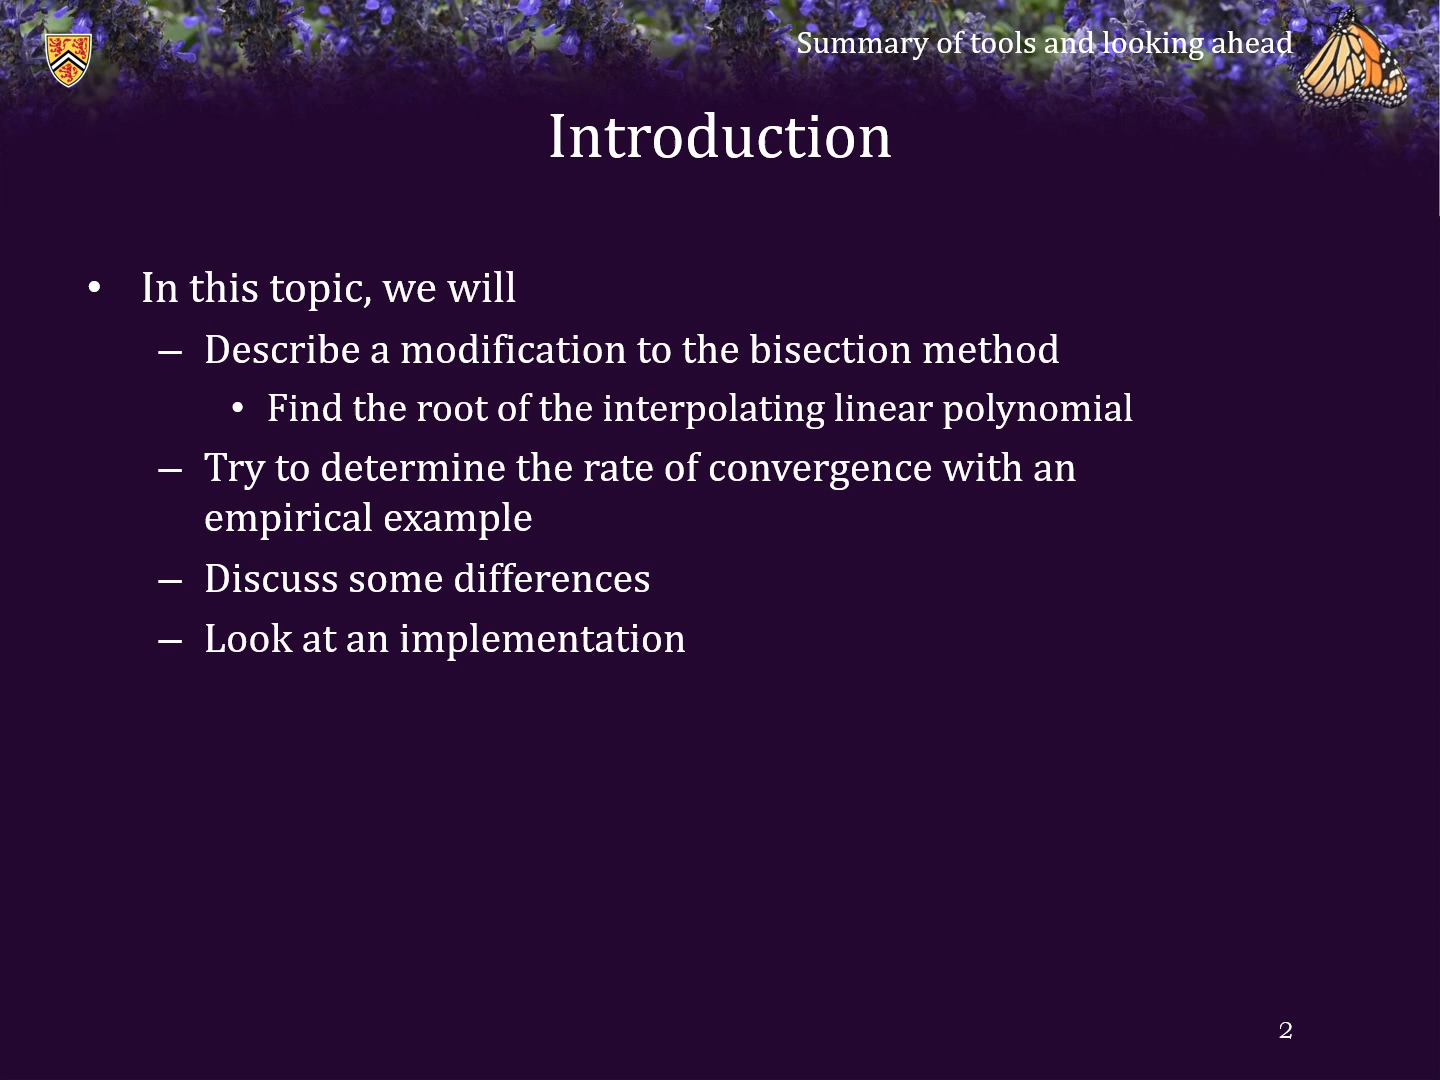 Summary of tools and looking ahead
Introduction
• In this topic, we will
– Describe a modification to the bisection method
• Find the root of the interpolating linear polynomial
– Try to determine the rate of convergence with an
empirical example
– Discuss some differences
– Look at an implementation
2